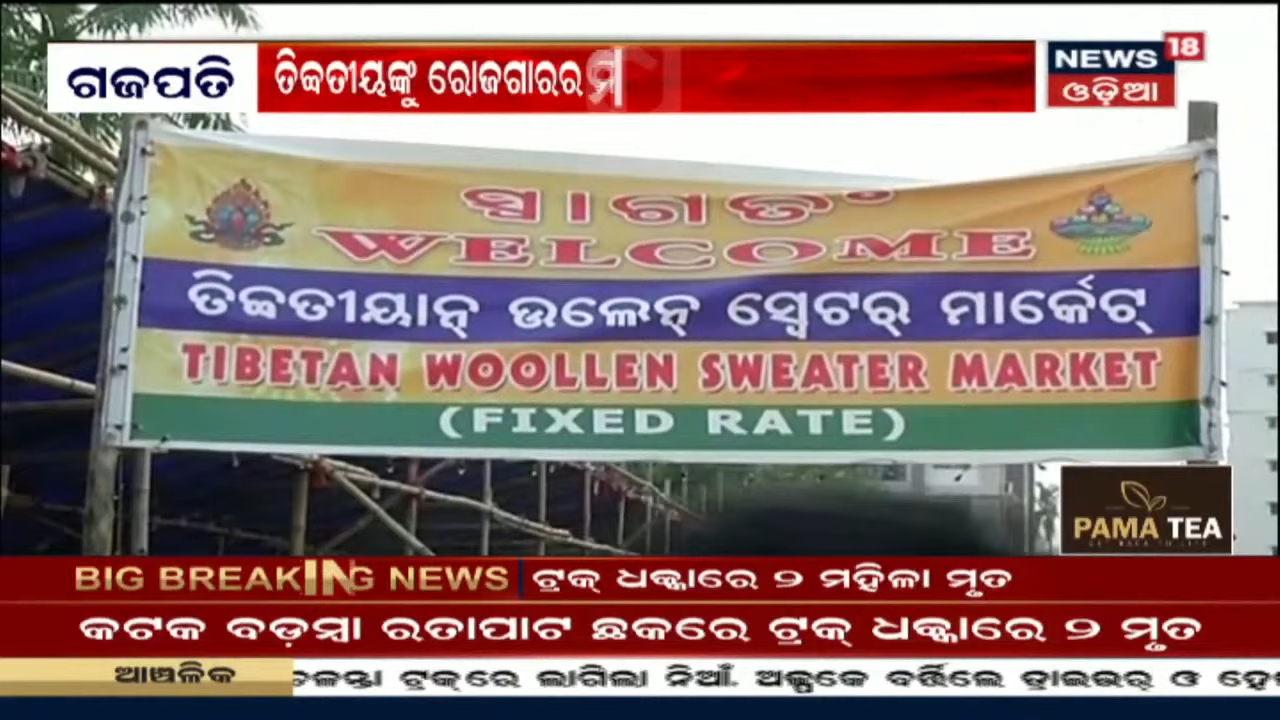 ଗଜପତି
ତିବ୍ବତୀୟଙ୍କୁ ରୋଜଗାରର
NEWS 18
ଓଡ଼ିଆ
ସ୍ୱାଗତଂ
WELCOME
ତିବ୍ବତୀୟାନ୍ ଉଲେନ୍ ସ୍ୱେଟର୍ ମାର୍କେଟ୍
TIBETAN WOOLLEN SWEATER MARKET
(FIXED RATE)
PAMA TEA
BIG BREAKING NEWS
ଟ୍ରକ୍ ଧକ୍କାରେ ୨ ମହିଳା ମୃତ
କଟକ ବଡ଼ମ୍ବା ରତାପାଟ ଛକରେ ଟ୍ରକ୍ ଧକ୍କାରେ ୨ ମୃତ
ଆଞ୍ଚଳିକ
ଟ୍ରକ୍‌ରେ ଲାଗିଲା ନିଆଁ. ଅଳ୍ପକେ ବର୍ତ୍ତିଲେ ଡ୍ରାଇଭର୍ ଓ